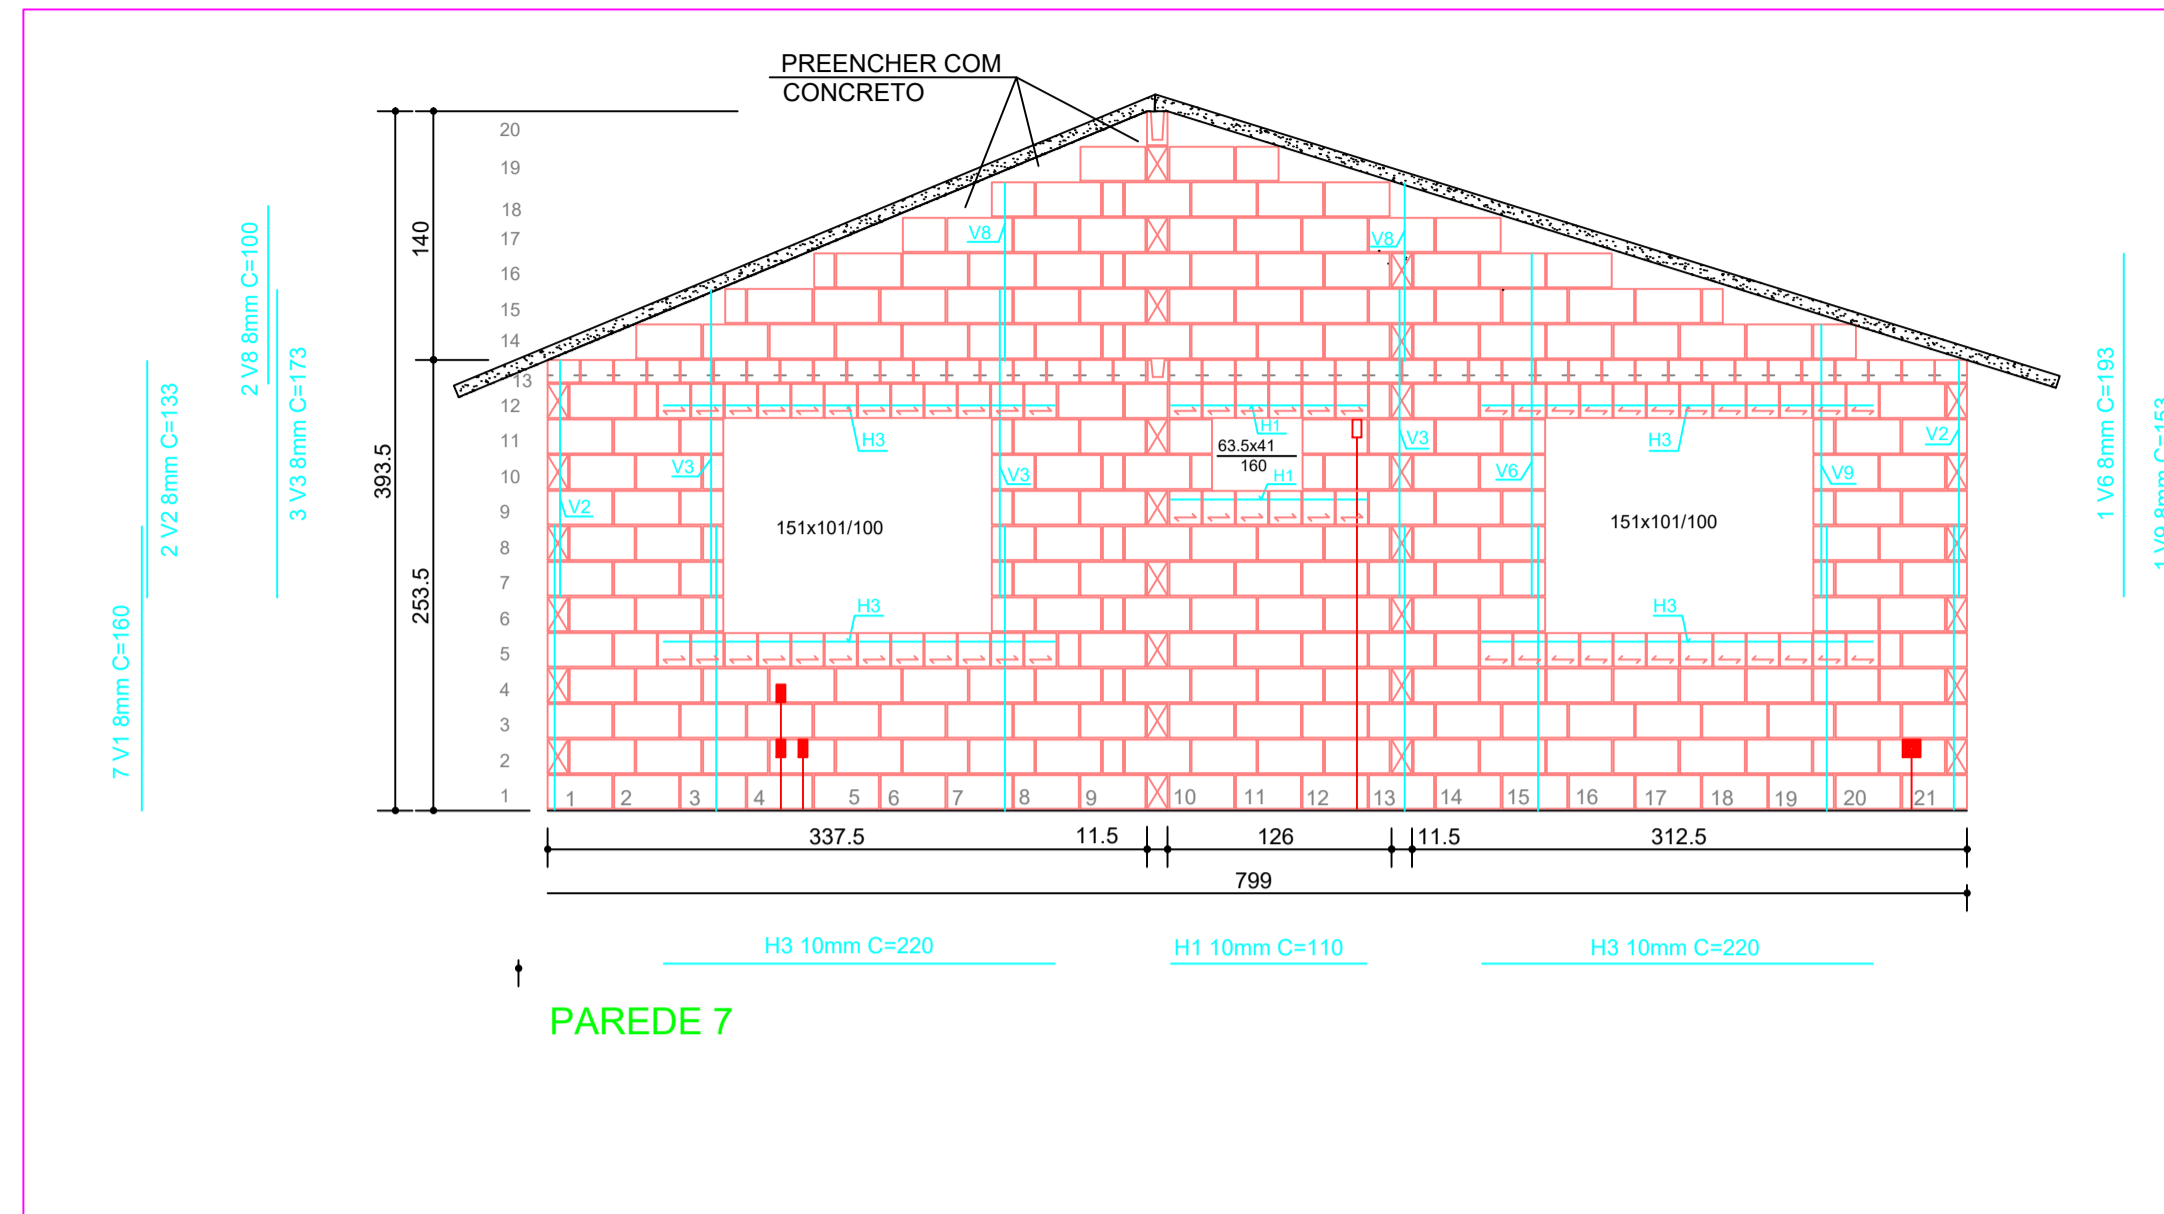 PREENCHER COM
CONCRETO
20
19
18
17
16
15
14
13
12
11
10
9
8
7
6
5
4
3
2
1
140
393.5
253.5
2 V8 8mm C=100
3 V3 8mm C=173
2 V2 8mm C=133
7 V1 8mm C=160
1 V6 8mm C=193
1 V9 8mm C=153
V8
V8
H3
H1
H3
V3
V2
63.5x41
160
V3
V3
H1
V6
V9
V2
151x101/100
151x101/100
H3
H3
1 2 3 4 5 6 7 8 9 10 11 12 13 14 15 16 17 18 19 20 21
337.5 11.5 126 11.5 312.5
799
H3 10mm C=220 H1 10mm C=110 H3 10mm C=220
PAREDE 7